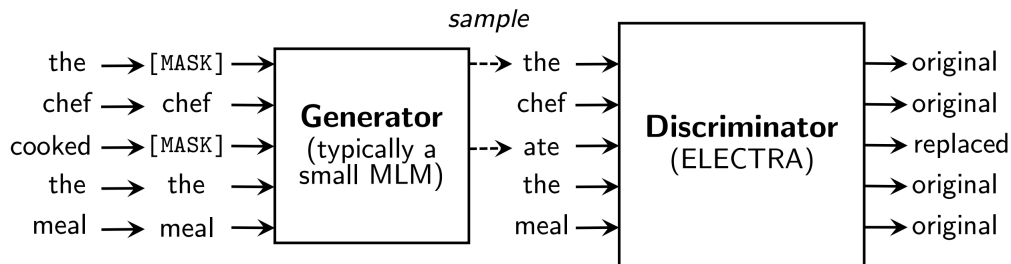 sample
the [MASK] the original
chef chef chef original
Generator
Discriminator
cooked [MASK] (typically a ate (ELECTRA) replaced
small MLM)
the the the original
meal meal meal original